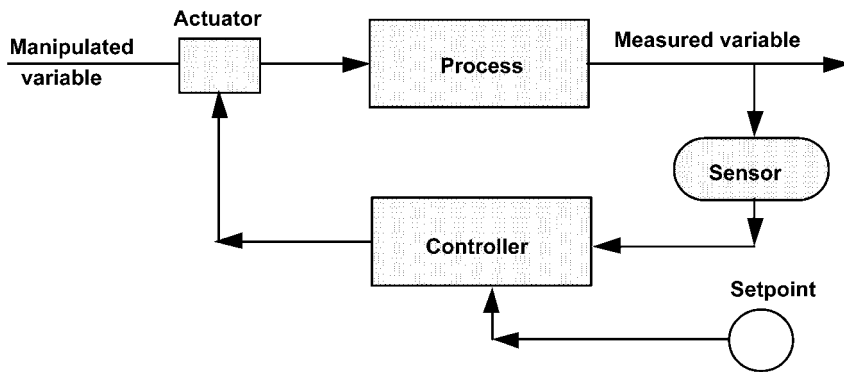 Actuator
Manipulated
variable
Process
Measured variable
Sensor
Controller
Setpoint